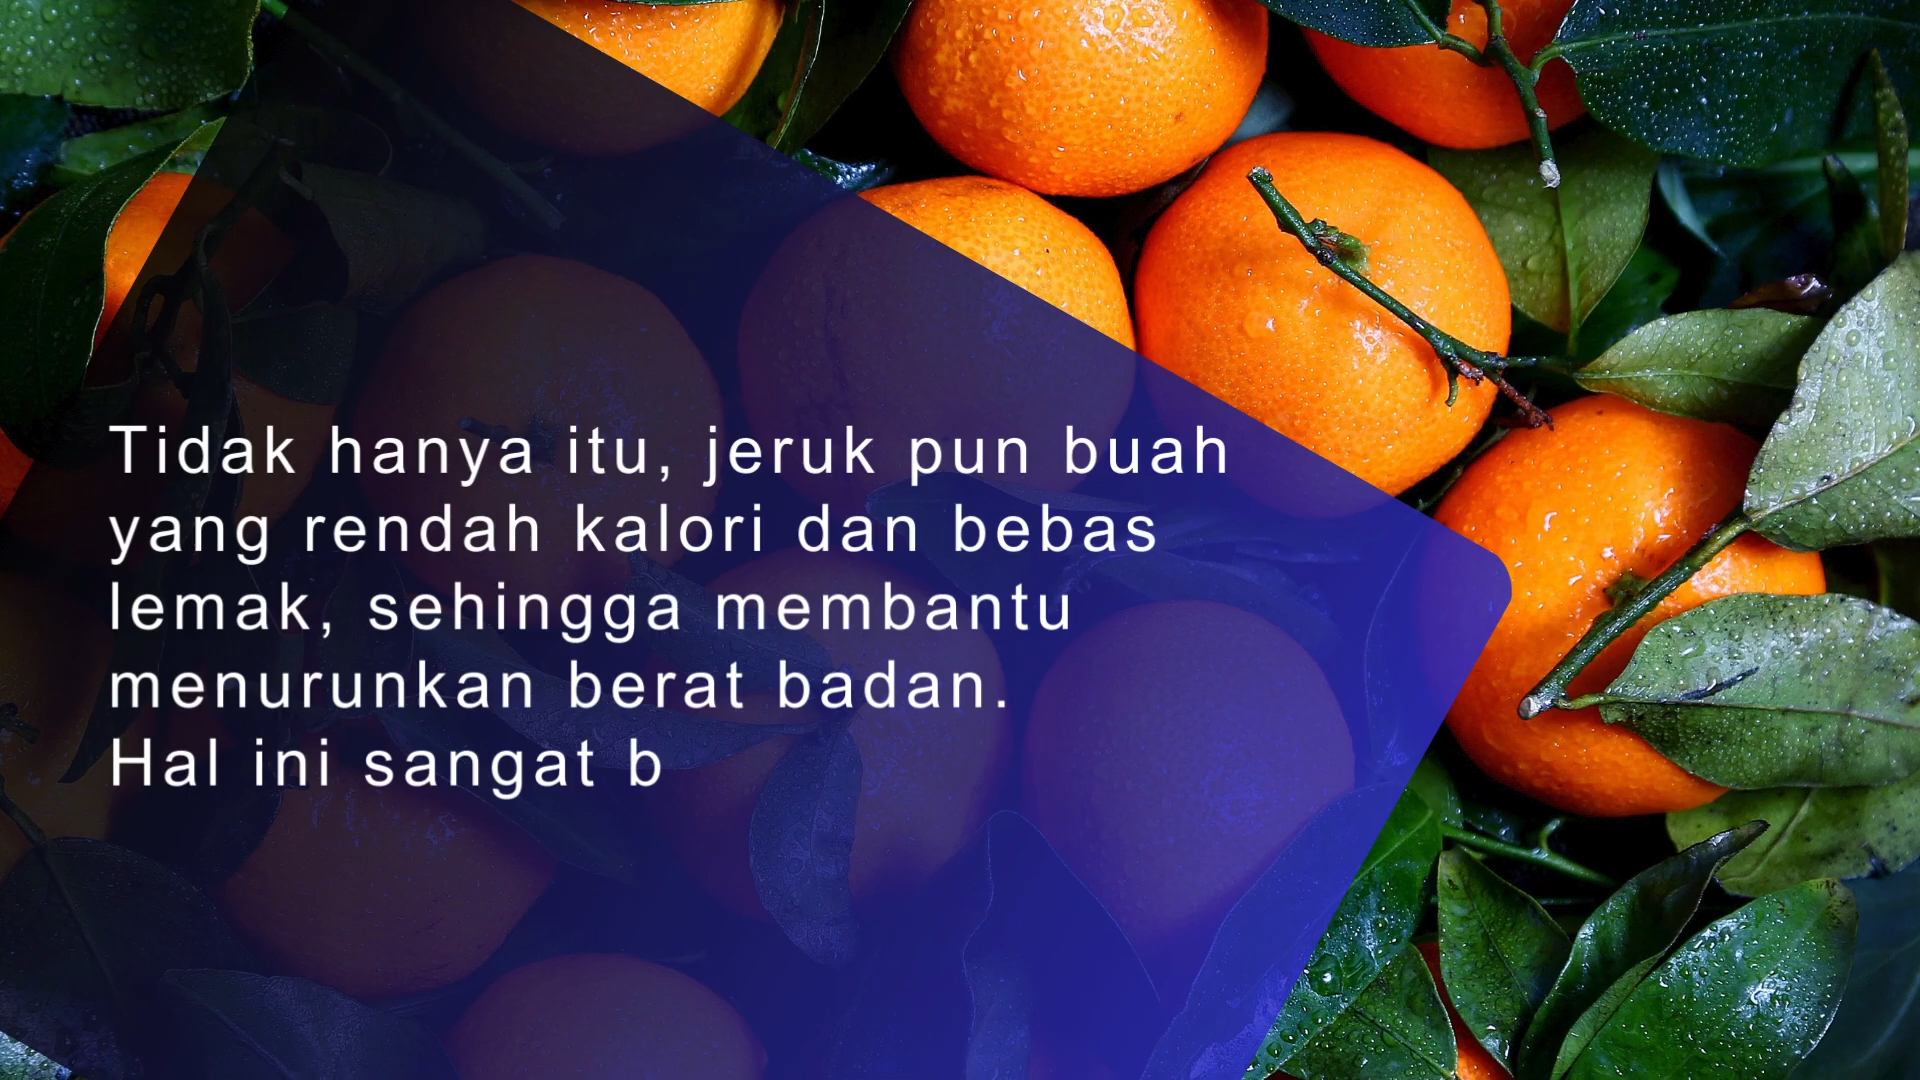 Tidak hanya itu, jeruk pun buah
yang rendah kalori dan bebas
lemak, sehingga membantu
menurunkan berat badan.
Hal ini sangat b